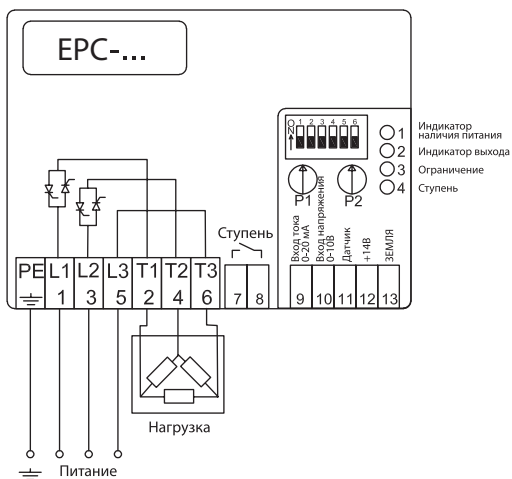 EPC-...
ON
1 2 3 4 5 6
1 Индикатор
наличия питания
2 Индикатор выхода
3 Ограничение
4 Ступень
P1 P2
Ступень
Вход тока
0-20 мА
Вход напряжения
0-10В
Датчик
+14В
ЗЕМЛЯ
PE L1 L2 L3 T1 T2 T3
1 3 5 2 4 6
7 8
9 10 11 12 13
Нагрузка
Питание